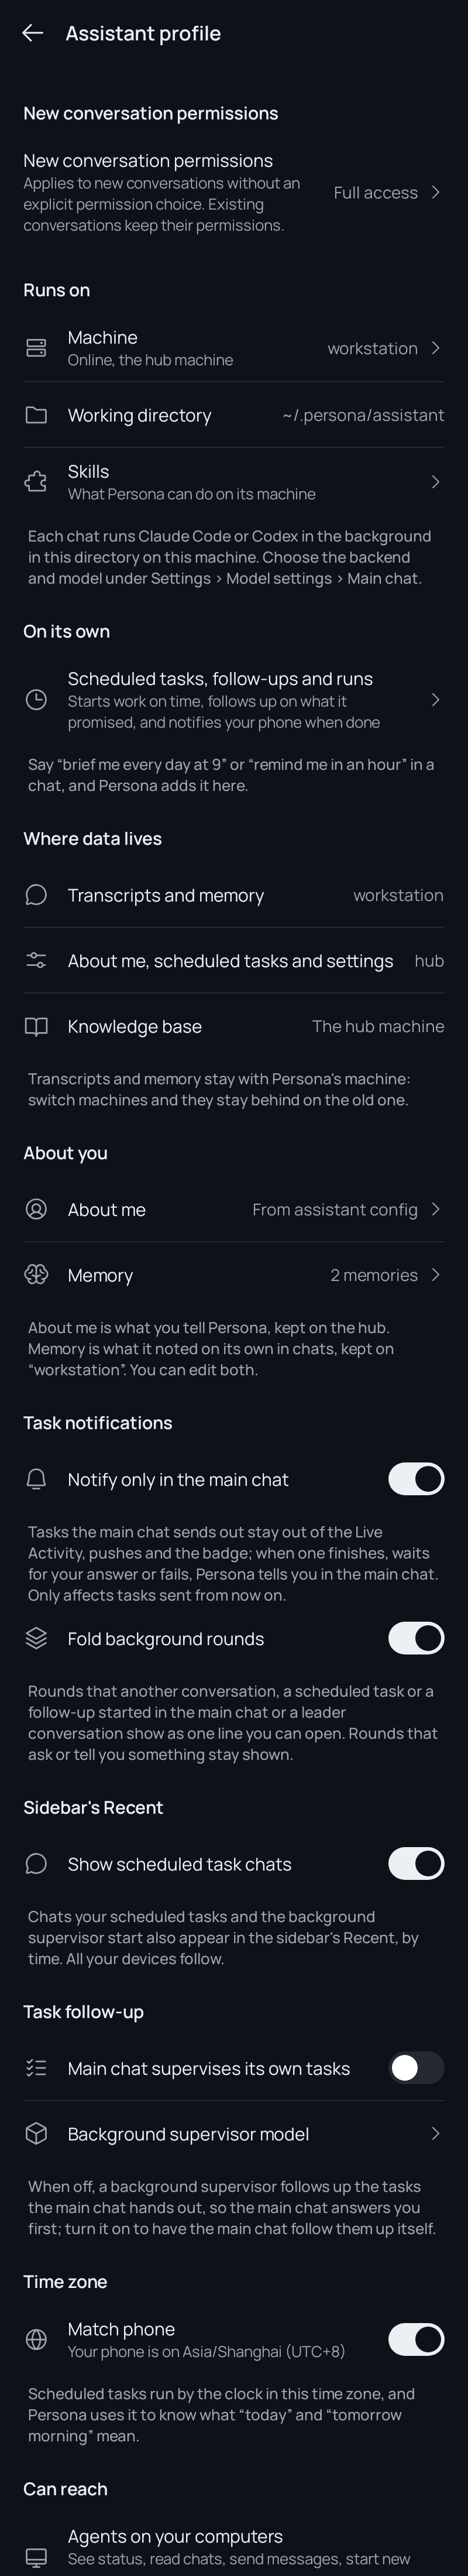 Assistant profile
New conversation permissions
New conversation permissions
Applies to new conversations without an
explicit permission choice. Existing
conversations keep their permissions.
Full access
Runs on
Machine
Online, the hub machine
workstation
Working directory
~/.persona/assistant
Skills
What Persona can do on its machine
Each chat runs Claude Code or Codex in the background
in this directory on this machine. Choose the backend
and model under Settings › Model settings › Main chat.
On its own
Scheduled tasks, follow-ups and runs
Starts work on time, follows up on what it
promised, and notifies your phone when done
Say “brief me every day at 9” or “remind me in an hour” in a
chat, and Persona adds it here.
Where data lives
Transcripts and memory
workstation
About me, scheduled tasks and settings
hub
Knowledge base
The hub machine
Transcripts and memory stay with Persona's machine:
switch machines and they stay behind on the old one.
About you
About me
From assistant config
Memory
2 memories
About me is what you tell Persona, kept on the hub.
Memory is what it noted on its own in chats, kept on
“workstation”. You can edit both.
Task notifications
Notify only in the main chat
Tasks the main chat sends out stay out of the Live
Activity, pushes and the badge; when one finishes, waits
for your answer or fails, Persona tells you in the main chat.
Only affects tasks sent from now on.
Fold background rounds
Rounds that another conversation, a scheduled task or a
follow-up started in the main chat or a leader
conversation show as one line you can open. Rounds that
ask or tell you something stay shown.
Sidebar's Recent
Show scheduled task chats
Chats your scheduled tasks and the background
supervisor start also appear in the sidebar's Recent, by
time. All your devices follow.
Task follow-up
Main chat supervises its own tasks
Background supervisor model
When off, a background supervisor follows up the tasks
the main chat hands out, so the main chat answers you
first; turn it on to have the main chat follow them up itself.
Time zone
Match phone
Your phone is on Asia/Shanghai (UTC+8)
Scheduled tasks run by the clock in this time zone, and
Persona uses it to know what “today” and “tomorrow
morning” mean.
Can reach
Agents on your computers
See status, read chats, send messages, start new